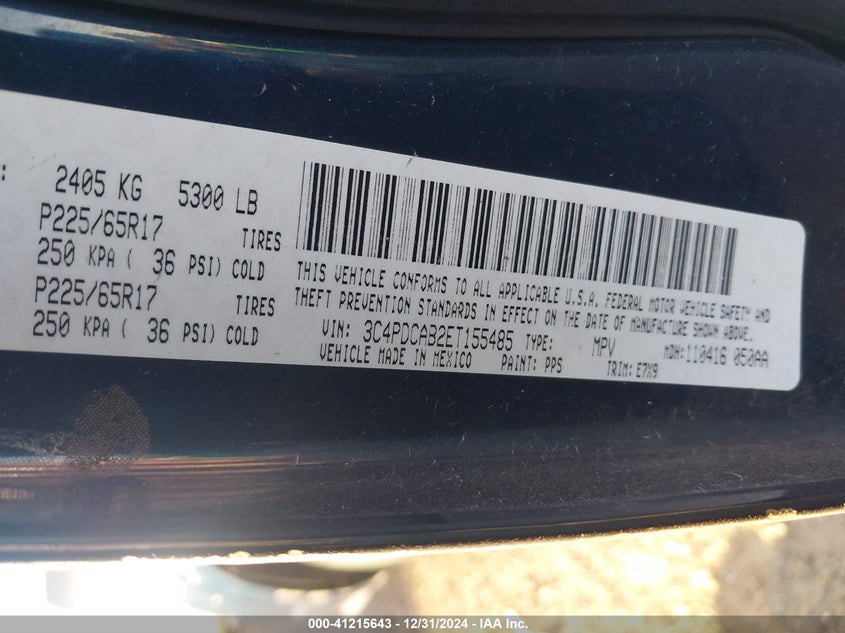 : 2405 KG 5300 LB
P225/65R17 TIRES
250 KPA ( 36 PSI) COLD
P225/65R17 TIRES
250 KPA ( 36 PSI) COLD
THIS VEHICLE CONFORMS TO ALL APPLICABLE U.S.A. FEDERAL MOTOR VEHICLE SAFETY AND
THEFT PREVENTION STANDARDS IN EFFECT ON THE DATE OF MANUFACTURE SHOWN ABOVE.
VIN: 3C4PDCAB2ET155485 TYPE: MPV MDH: 110416 050AA
VEHICLE MADE IN MEXICO PAINT: PPS TRIM: E7X9
000-41215643 - 12/31/2024 - IAA Inc.